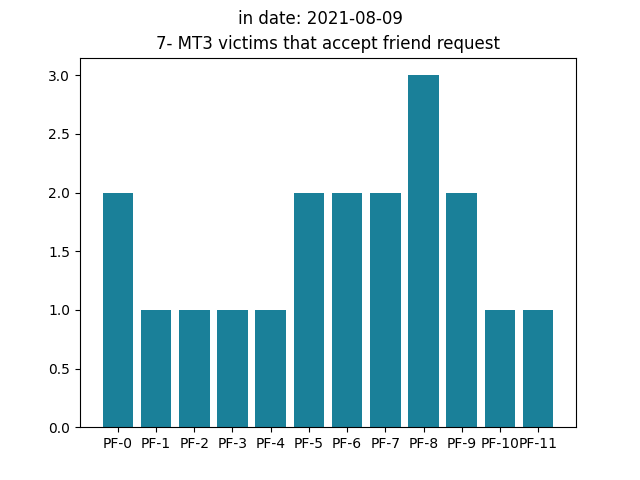 in date: 2021-08-09
7- MT3 victims that accept friend request
3.0
2.5
2.0
1.5
1.0
0.5
0.0
PF-0 PF-1 PF-2 PF-3 PF-4 PF-5 PF-6 PF-7 PF-8 PF-9 PF-10 PF-11